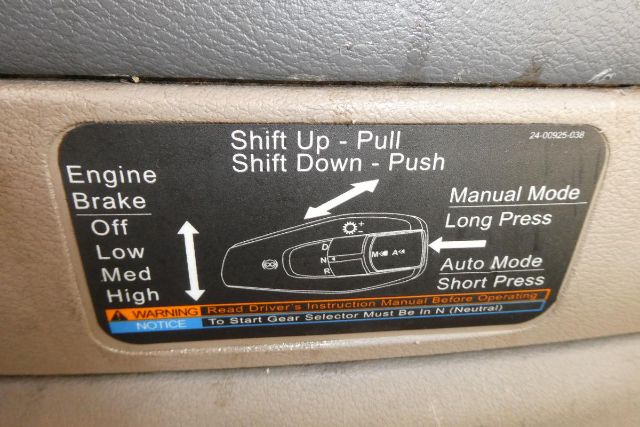 Shift Up - Pull
Shift Down - Push
24-00925-038
Engine
Brake
Off
Low
Med
High
Manual Mode
Long Press
Auto Mode
Short Press
D
N
R
M
A
+
WARNING Read Driver's Instruction Manual Before Operating
NOTICE To Start Gear Selector Must Be In N (Neutral)